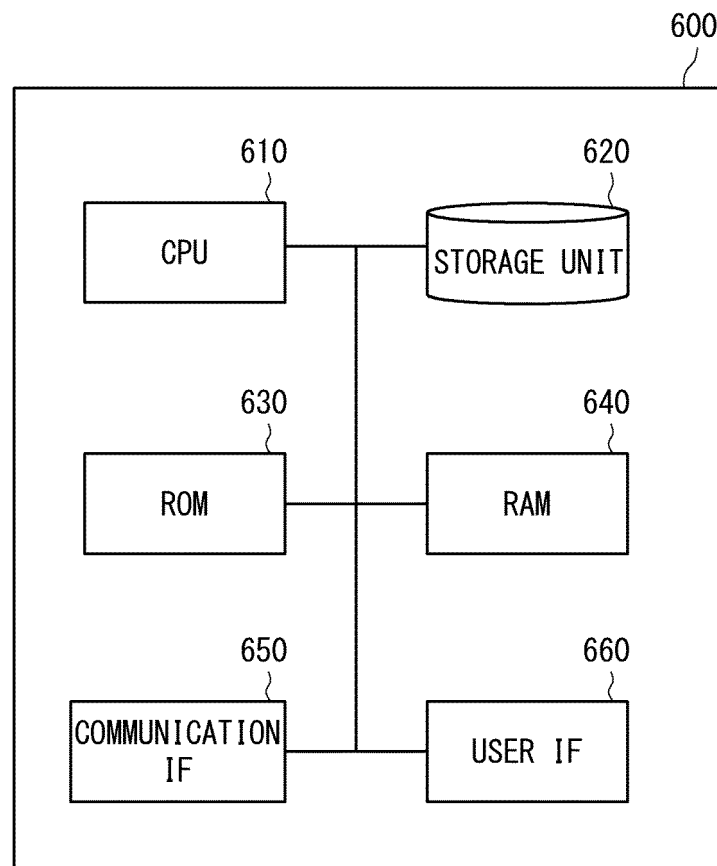 600
610
620
CPU
STORAGE UNIT
630
640
ROM
RAM
650
660
COMMUNICATION
IF
USER IF